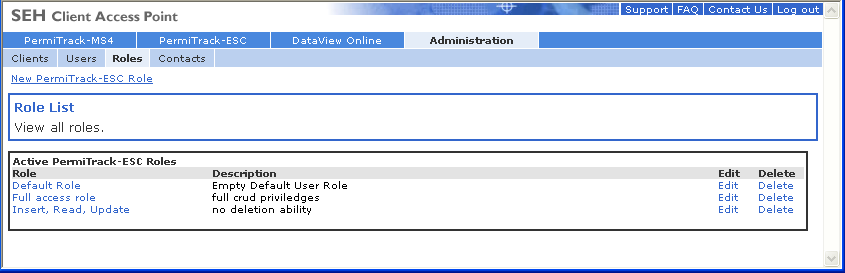 SEH Client Access Point
Support FAQ Contact Us Log out
PermiTrack-MS4 PermiTrack-ESC DataView Online Administration
Clients Users Roles Contacts
New PermiTrack-ESC Role
Role List
View all roles.
Active PermiTrack-ESC Roles
Role Description Edit Delete
Default Role Empty Default User Role Edit Delete
Full access role full crud priviledges Edit Delete
Insert, Read, Update no deletion ability Edit Delete